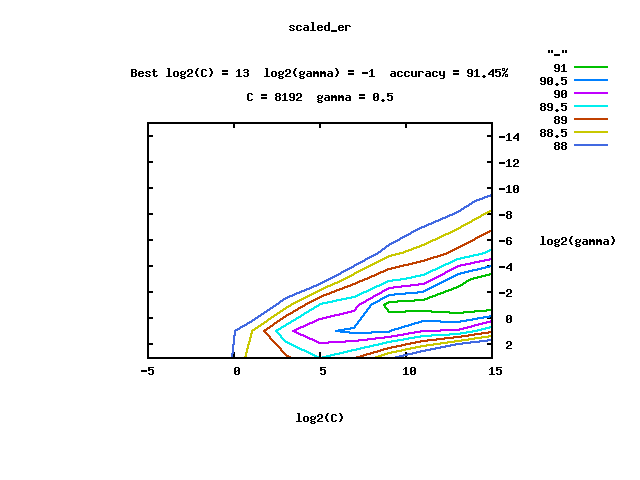 scaled_er
"-"
Best log2(C) = 13  log2(gamma) = -1  accuracy = 91.45%
C = 8192  gamma = 0.5
91
90.5
90
89.5
89
88.5
88
-14
-12
-10
-8
-6
log2(gamma)
-4
-2
0
2
-5 0 5 10 15
log2(C)